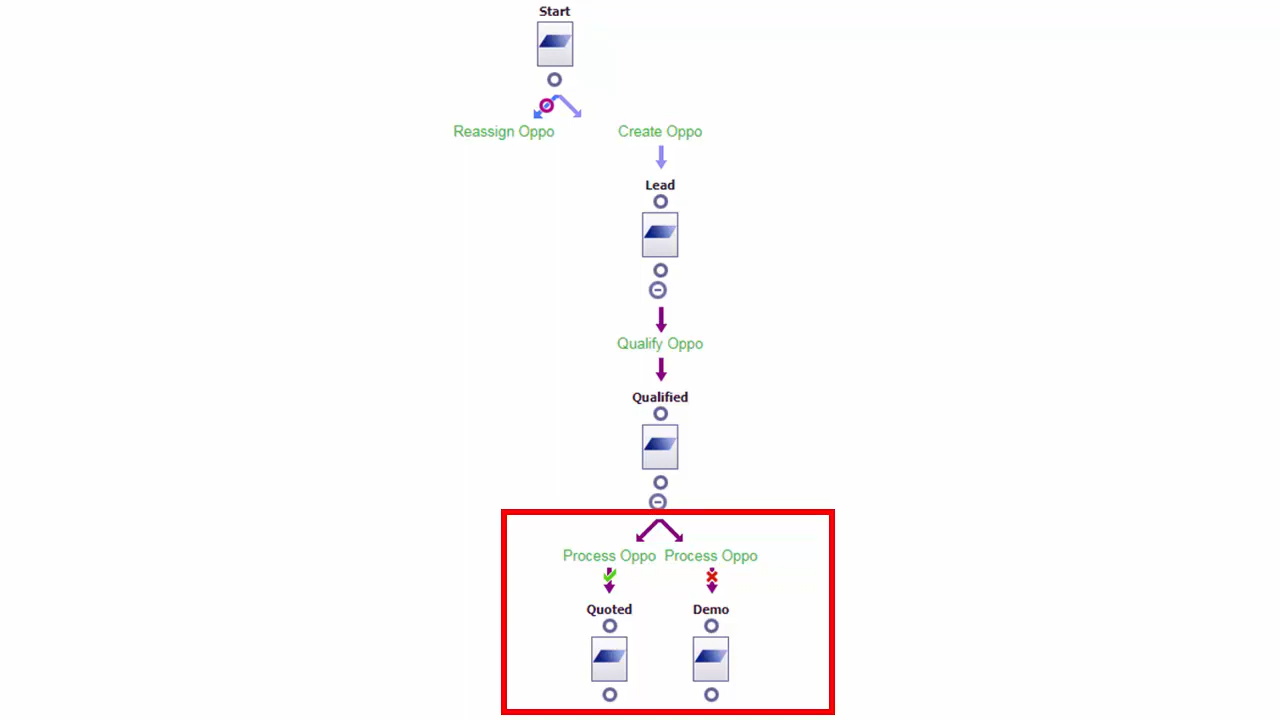 Start
Reassign Oppo
Create Oppo
Lead
Qualify Oppo
Qualified
Process Oppo Process Oppo
Quoted
Demo